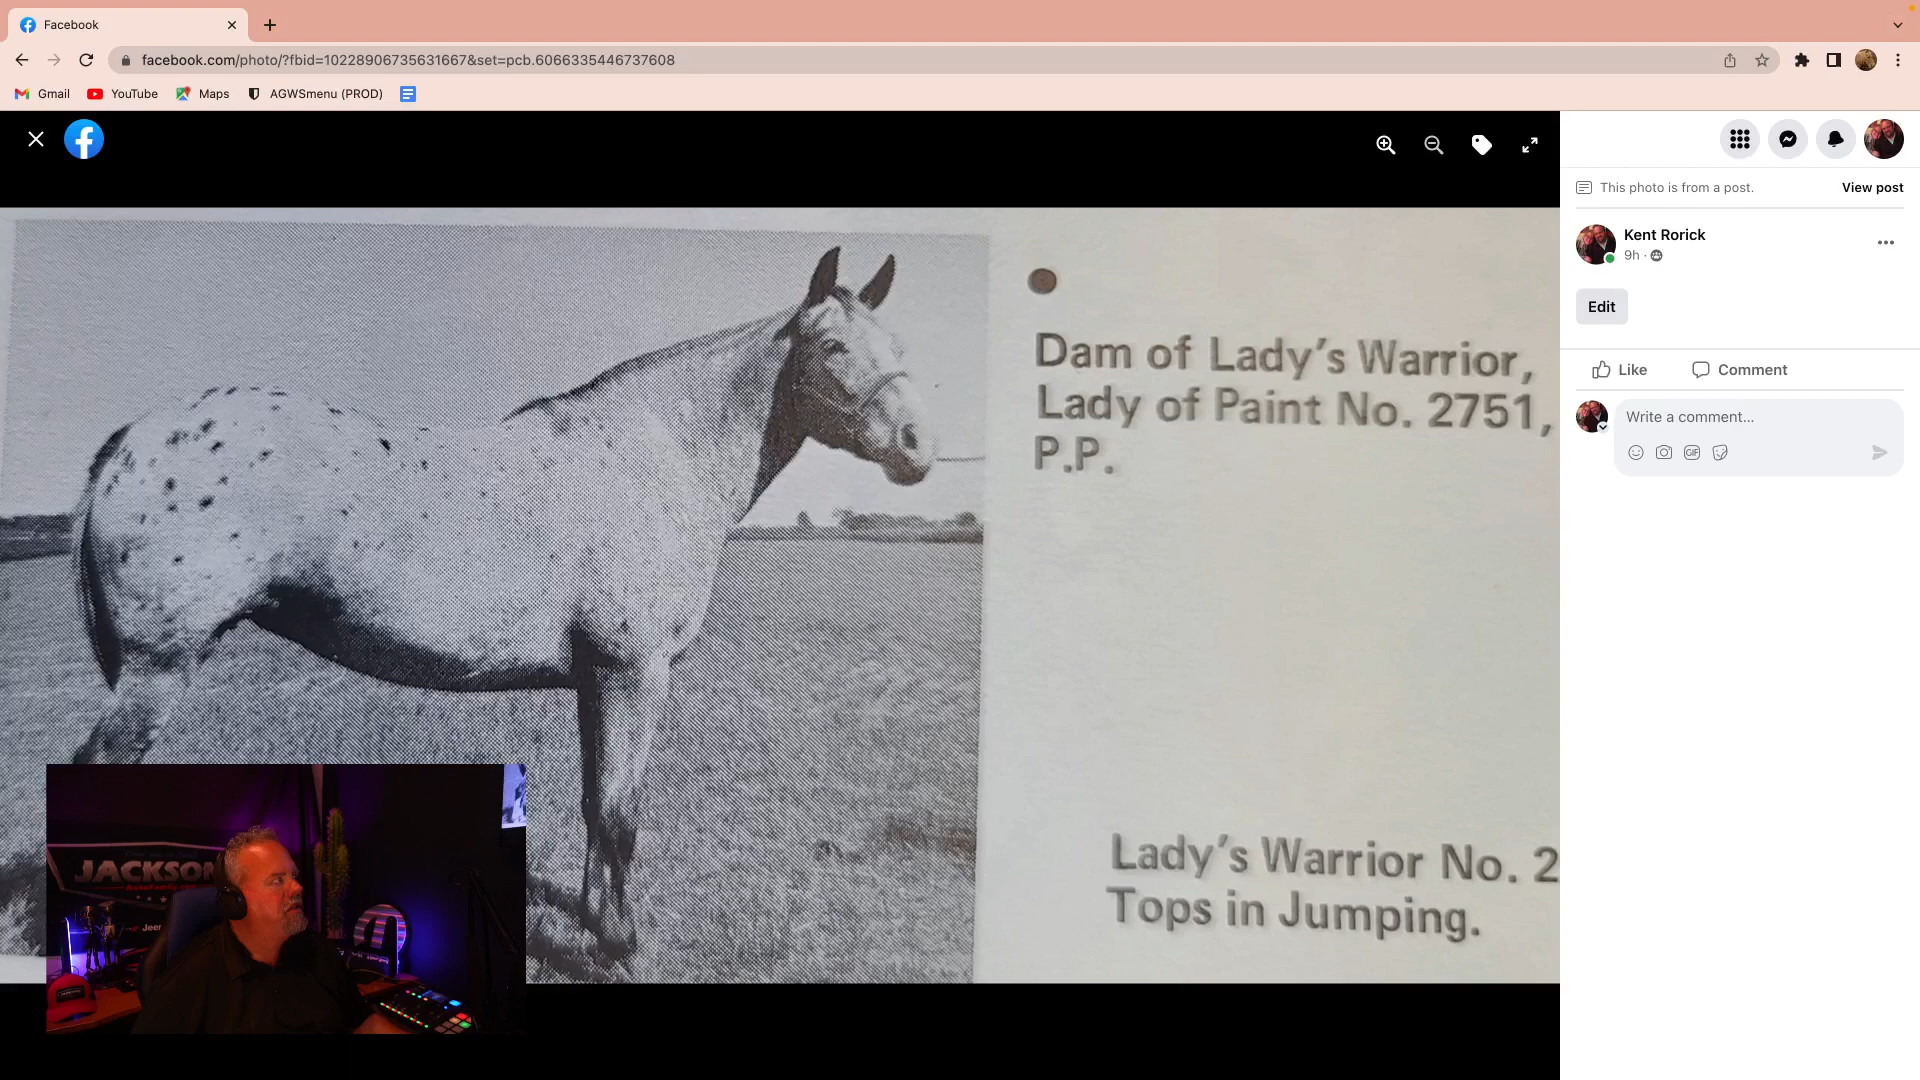 Facebook
facebook.com/photo/?fbid=10228906735631667&set=pcb.6066335446737608
Gmail
YouTube
Maps
AGWSmenu (PROD)
This photo is from a post.
View post
Kent Rorick
9h ·
Edit
Like
Comment
Write a comment...
GIF
Dam of Lady's Warrior,
Lady of Paint No. 2751,
P.P.
Lady's Warrior No. 2
Tops in Jumping.
JACKSON
Jeep